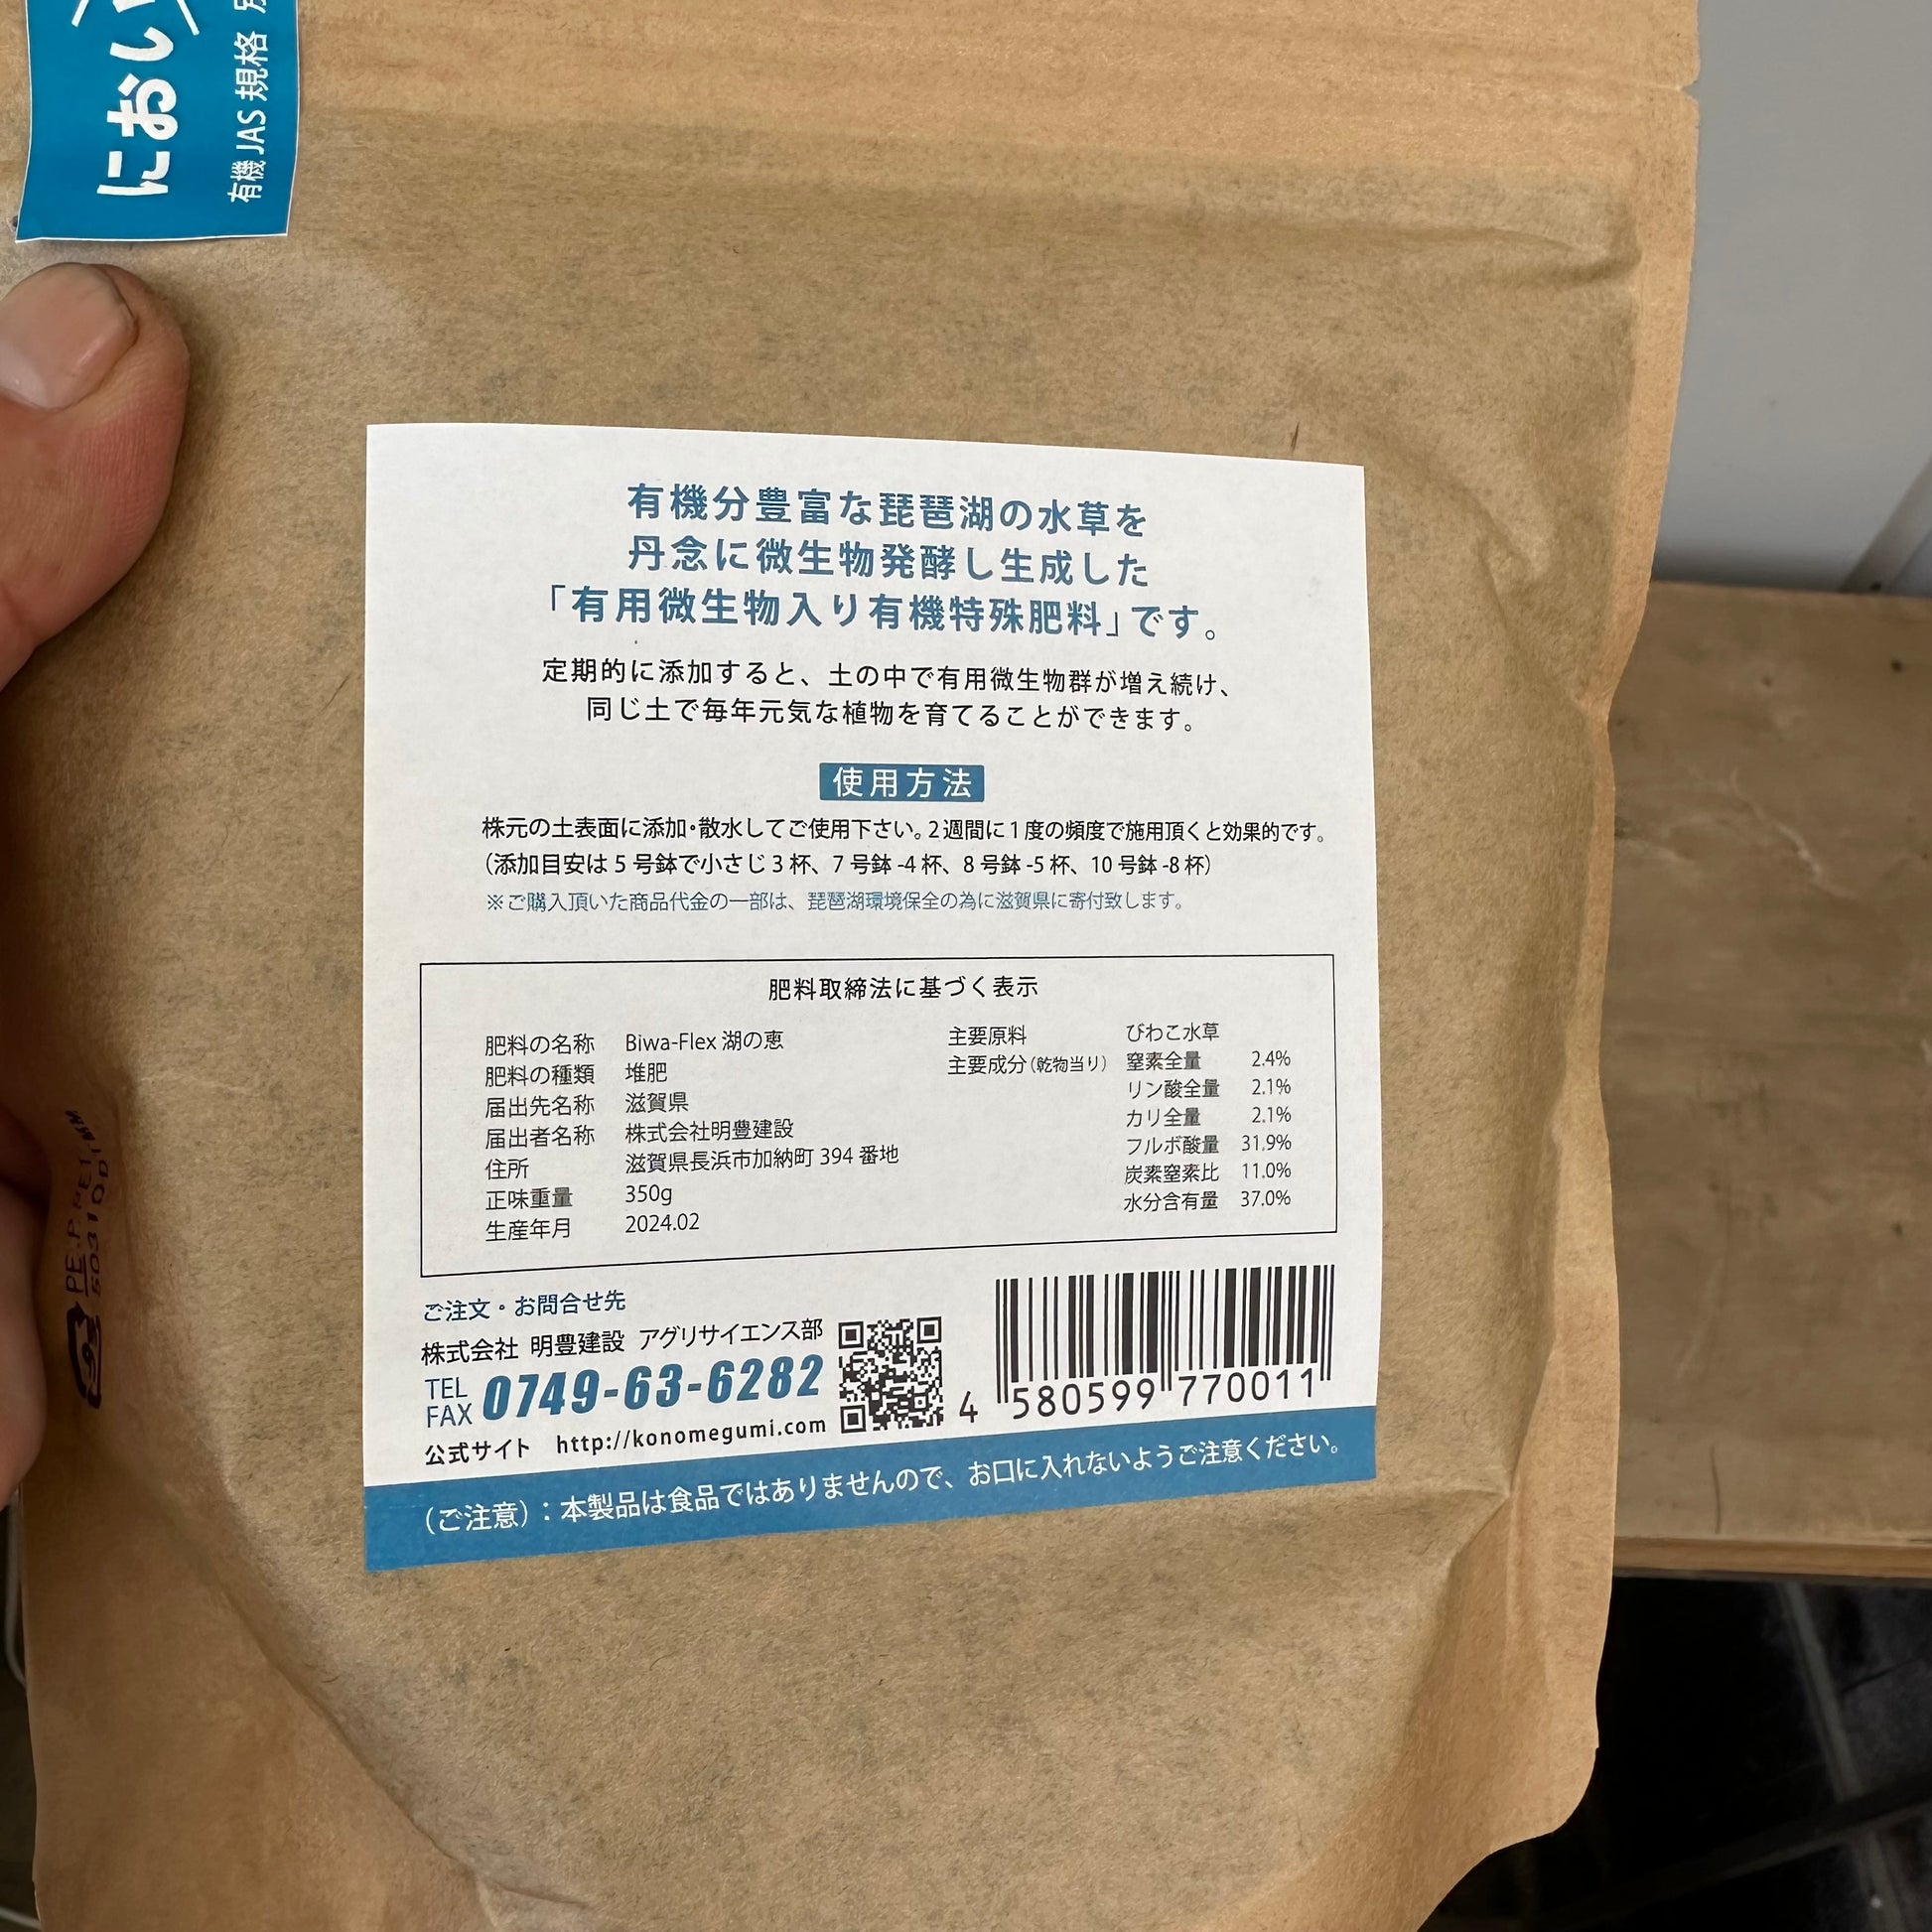 におい
有機 JAS 規格
有機分豊富な琵琶湖の水草を
丹念に微生物発酵し生成した
「有用微生物入り有機特殊肥料」です。
定期的に添加すると、土の中で有用微生物群が増え続け、
同じ土で毎年元気な植物を育てることができます。
使用方法
株元の土表面に添加・散水してご使用下さい。2週間に1度の頻度で施用頂くと効果的です。
（添加目安は 5 号鉢で小さじ 3 杯、7 号鉢 -4 杯、8 号鉢 -5 杯、10 号鉢 -8 杯）
※ご購入頂いた商品代金の一部は、琵琶湖環境保全の為に滋賀県に寄付致します。
肥料取締法に基づく表示
肥料の名称 Biwa-Flex 湖の恵
肥料の種類 堆肥
届出先名称 滋賀県
届出者名称 株式会社明豊建設
住所 滋賀県長浜市加納町 394 番地
正味重量 350g
生産年月 2024.02
主要原料 びわこ水草
主要成分（乾物当り） 窒素全量 2.4%
リン酸全量 2.1%
カリ全量 2.1%
フルボ酸量 31.9%
炭素窒素比 11.0%
水分含有量 37.0%
ご注文・お問合せ先
株式会社 明豊建設 アグリサイエンス部
TEL
FAX 0749-63-6282
公式サイト http://konomegumi.com
4 580599 770011
（ご注意）：本製品は食品ではありませんので、お口に入れないようご注意ください。